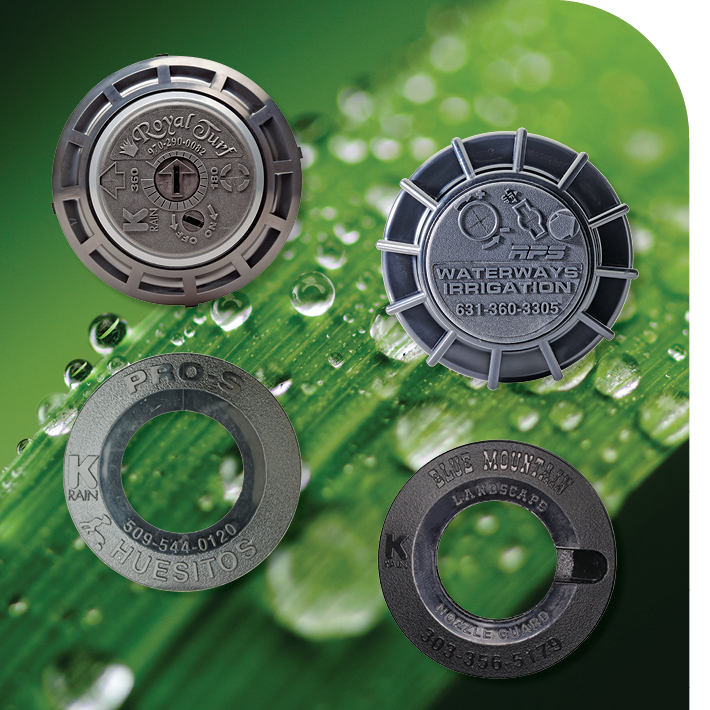 Royal Turf
970-290-0082
360
180
K
RAIN
OFF
ON
RPS
WATERWAYS
IRRIGATION
631-360-3305
PRO-S
K
RAIN
509-544-0120
HUESITOS
BLUE MOUNTAIN
LANDSCAPE
K
RAIN
NOZZLE GUARD
303-356-5179